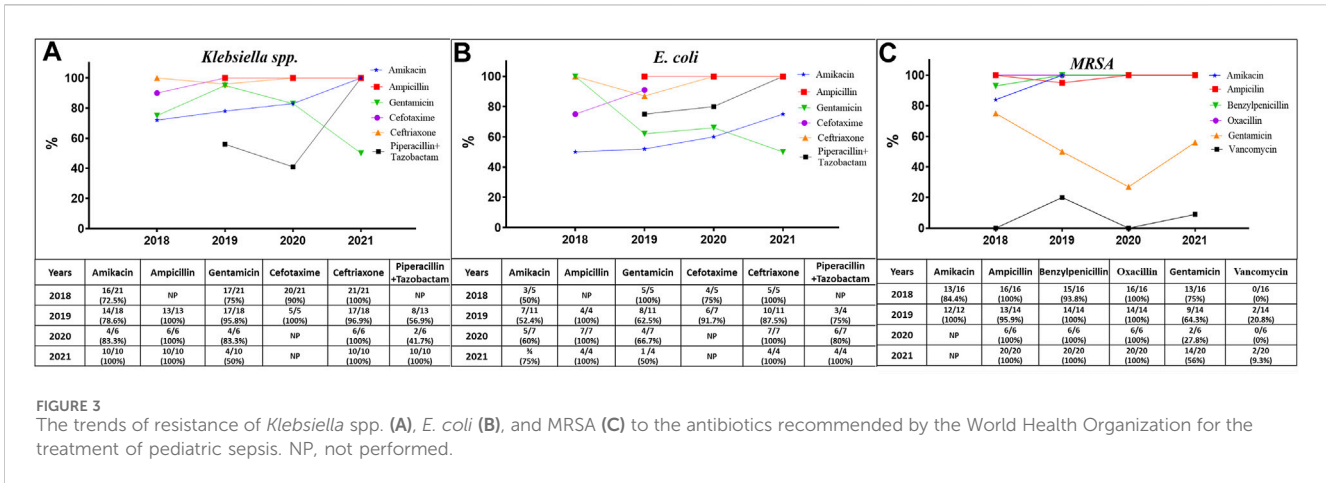 A
Klebsiella spp.
100
80
60
40
20
0
%
2018 2019 2020 2021
Amikacin
Ampicillin
Gentamicin
Cefotaxime
Ceftriaxone
Piperacillin+
Tazobactam
Years Amikacin Ampicillin Gentamicin Cefotaxime Ceftriaxone Piperacillin +Tazobactam
2018 16/21 (72.5%) NP 17/21 (75%) 20/21 (90%) 21/21 (100%) NP
2019 14/18 (78.6%) 13/13 (100%) 17/18 (95.8%) 5/5 (100%) 17/18 (96.9%) 8/13 (56.9%)
2020 4/6 (83.3%) 6/6 (100%) 4/6 (83.3%) NP 6/6 (100%) 2/6 (41.7%)
2021 10/10 (100%) 10/10 (100%) 4/10 (50%) NP 10/10 (100%) 10/10 (100%)
B
E. coli
100
80
60
40
20
0
%
2018 2019 2020 2021
Amikacin
Ampicillin
Gentamicin
Cefotaxime
Ceftriaxone
Piperacillin+
Tazobactam
Years Amikacin Ampicillin Gentamicin Cefotaxime Ceftriaxone Piperacillin +Tazobactam
2018 3/5 (50%) NP 5/5 (100%) 4/5 (75%) 5/5 (100%) NP
2019 7/11 (52.4%) 4/4 (100%) 8/11 (62.5%) 6/7 (91.7%) 10/11 (87.5%) 3/4 (75%)
2020 5/7 (60%) 7/7 (100%) 4/7 (66.7%) NP 7/7 (100%) 6/7 (80%)
2021 ¾ (75%) 4/4 (100%) 1/4 (50%) NP 4/4 (100%) 4/4 (100%)
C
MRSA
100
80
60
40
20
0
%
2018 2019 2020 2021
Amikacin
Ampicilin
Benzylpenicillin
Oxacillin
Gentamicin
Vancomycin
Years Amikacin Ampicillin Benzylpenicillin Oxacillin Gentamicin Vancomycin
2018 13/16 (84.4%) 16/16 (100%) 15/16 (93.8%) 16/16 (100%) 13/16 (75%) 0/16 (0%)
2019 12/12 (100%) 13/14 (95.9%) 14/14 (100%) 14/14 (100%) 9/14 (64.3%) 2/14 (20.8%)
2020 NP 6/6 (100%) 6/6 (100%) 6/6 (100%) 2/6 (27.8%) 0/6 (0%)
2021 NP 20/20 (100%) 20/20 (100%) 20/20 (100%) 14/20 (56%) 2/20 (9.3%)
FIGURE 3
The trends of resistance of Klebsiella spp. (A), E. coli (B), and MRSA (C) to the antibiotics recommended by the World Health Organization for the
treatment of pediatric sepsis. NP, not performed.